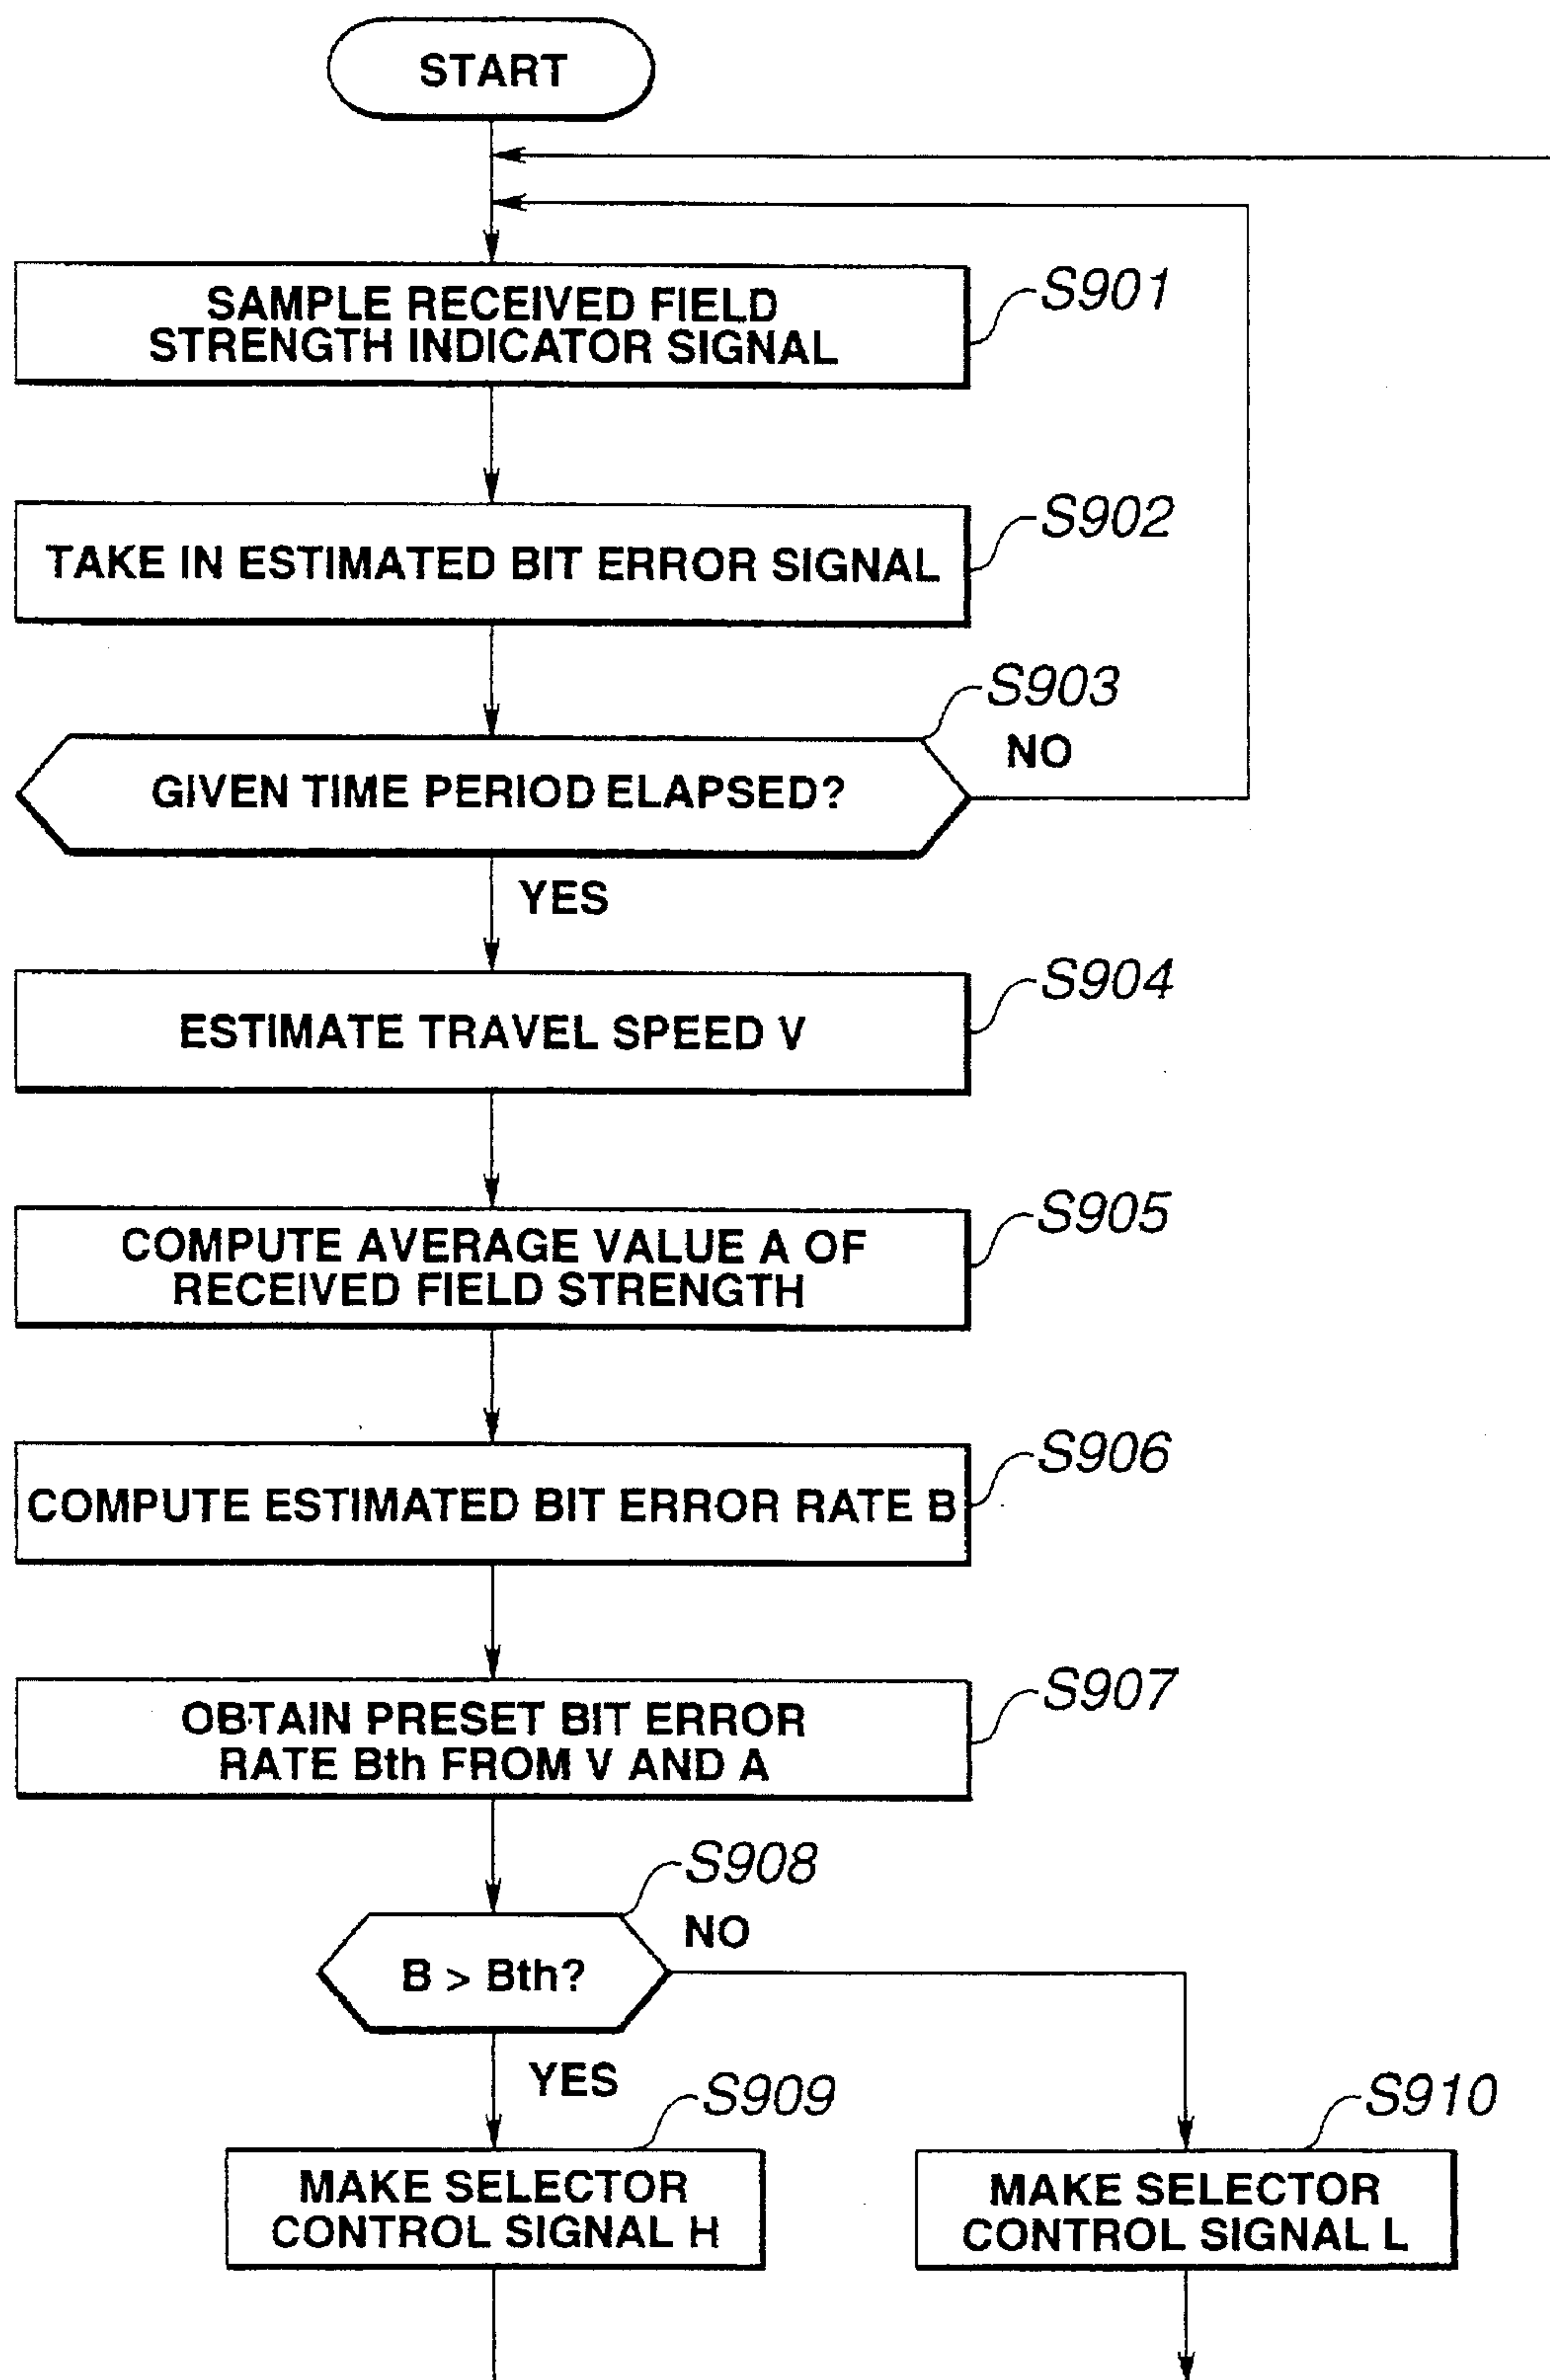 START
SAMPLE RECEIVED FIELD
STRENGTH INDICATOR SIGNAL
S901
TAKE IN ESTIMATED BIT ERROR SIGNAL
S902
GIVEN TIME PERIOD ELAPSED?
S903
NO
YES
ESTIMATE TRAVEL SPEED V
S904
COMPUTE AVERAGE VALUE A OF
RECEIVED FIELD STRENGTH
S905
COMPUTE ESTIMATED BIT ERROR RATE B
S906
OBTAIN PRESET BIT ERROR
RATE Bth FROM V AND A
S907
B > Bth?
S908
NO
YES
S909
MAKE SELECTOR
CONTROL SIGNAL H
S910
MAKE SELECTOR
CONTROL SIGNAL L